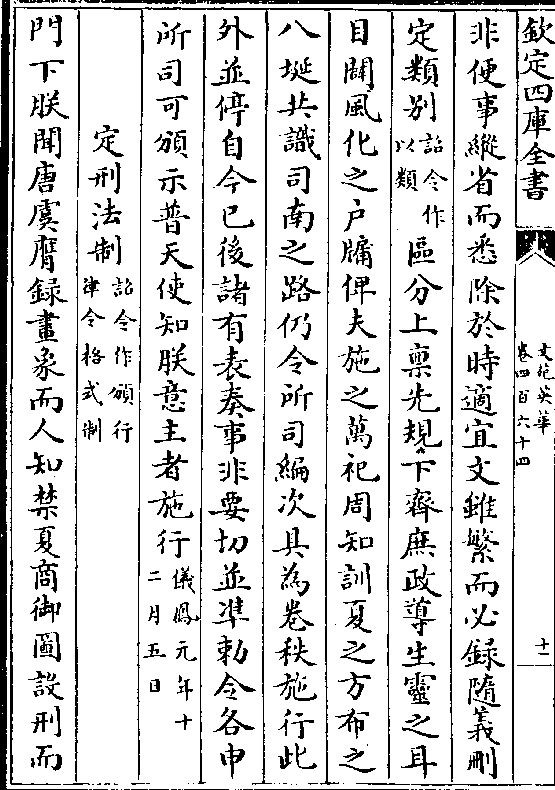 欽定四庫全書
文苑英華
卷四百六十四
十一
非便事縱省而悉除於時適宜文雖繁而必録隨義刪
定類别詔令作以類區分上稟先規下齊庶政導生靈之耳
目闢風化之户牖俾夫施之萬祀周知訓夏之方布之
八埏共識司南之路仍令所司編次具為卷秩施行此
外並停自今已後諸有表奏事非要切並準勅令各申
所司可頒示普天使知朕意主者施行儀鳳元年十二月五日
定刑法制詔令作頒行律令格式制
門下朕聞唐虞膺録畫象而人知禁夏商御圖設刑而